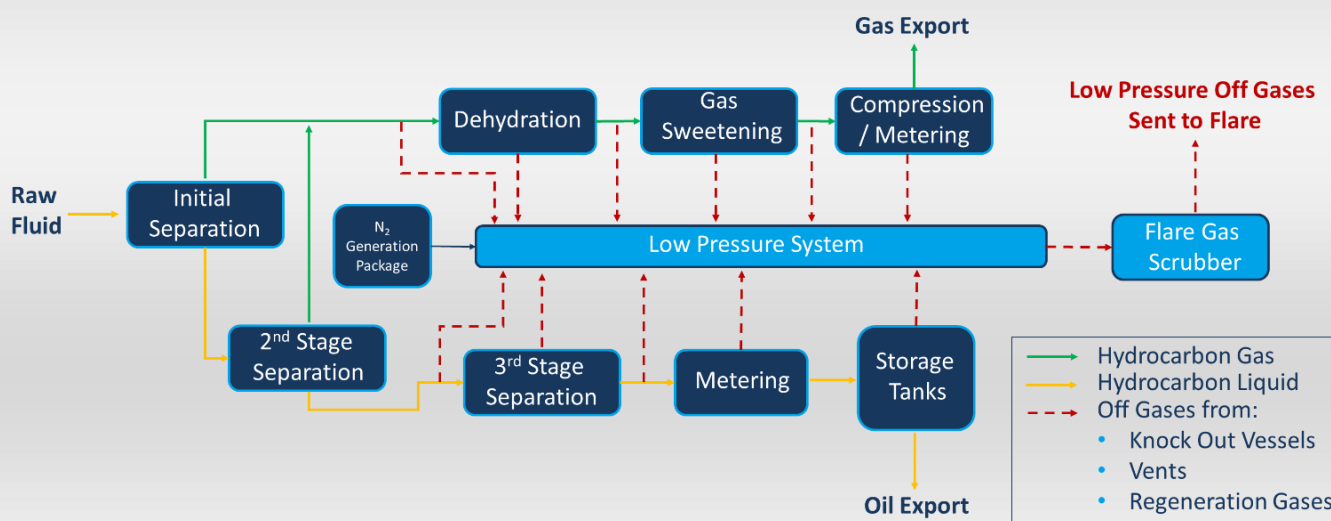 Gas Export
Dehydration
Gas
Sweetening
Compression
/ Metering
Low Pressure Off Gases
Sent to Flare
Raw
Fluid
Initial
Separation
N₂
Generation
Package
Low Pressure System
Flare Gas
Scrubber
2nd Stage
Separation
3rd Stage
Separation
Metering
Storage
Tanks
Oil Export
Hydrocarbon Gas
Hydrocarbon Liquid
Off Gases from:
• Knock Out Vessels
• Vents
• Regeneration Gases